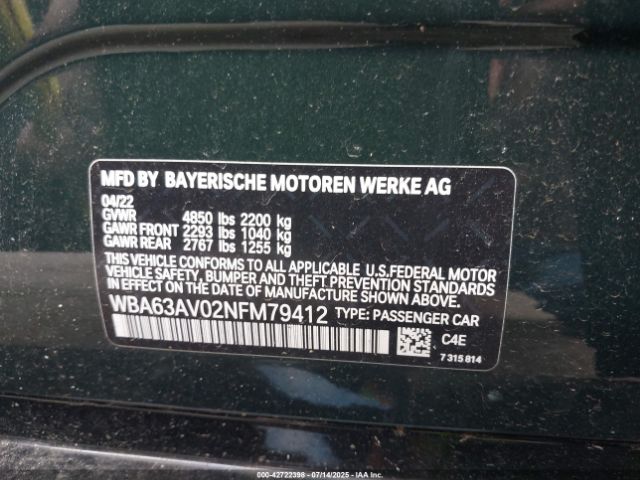 MFD BY BAYERISCHE MOTOREN WERKE AG
04/22
GVWR 4850 lbs 2200 kg
GAWR FRONT 2293 lbs 1040 kg
GAWR REAR 2767 lbs 1255 kg
THIS VEHICLE CONFORMS TO ALL APPLICABLE U.S.FEDERAL MOTOR
VEHICLE SAFETY, BUMPER AND THEFT PREVENTION STANDARDS
IN EFFECT ON THE DATE OF MANUFACTURE SHOWN ABOVE.
WBA63AV02NFM79412 TYPE: PASSENGER CAR
C4E
7 315 814
000-42722398 - 07/14/2025 - IAA Inc.